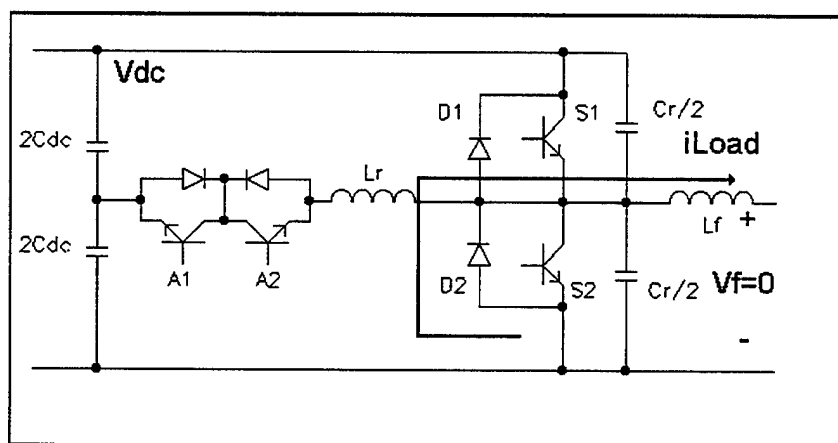 Vdc
D1
S1
Cr/2
2Cdc
iLoad
Lr
Lf
+
2Cdc
A1
A2
D2
S2
Cr/2
Vf=0
-